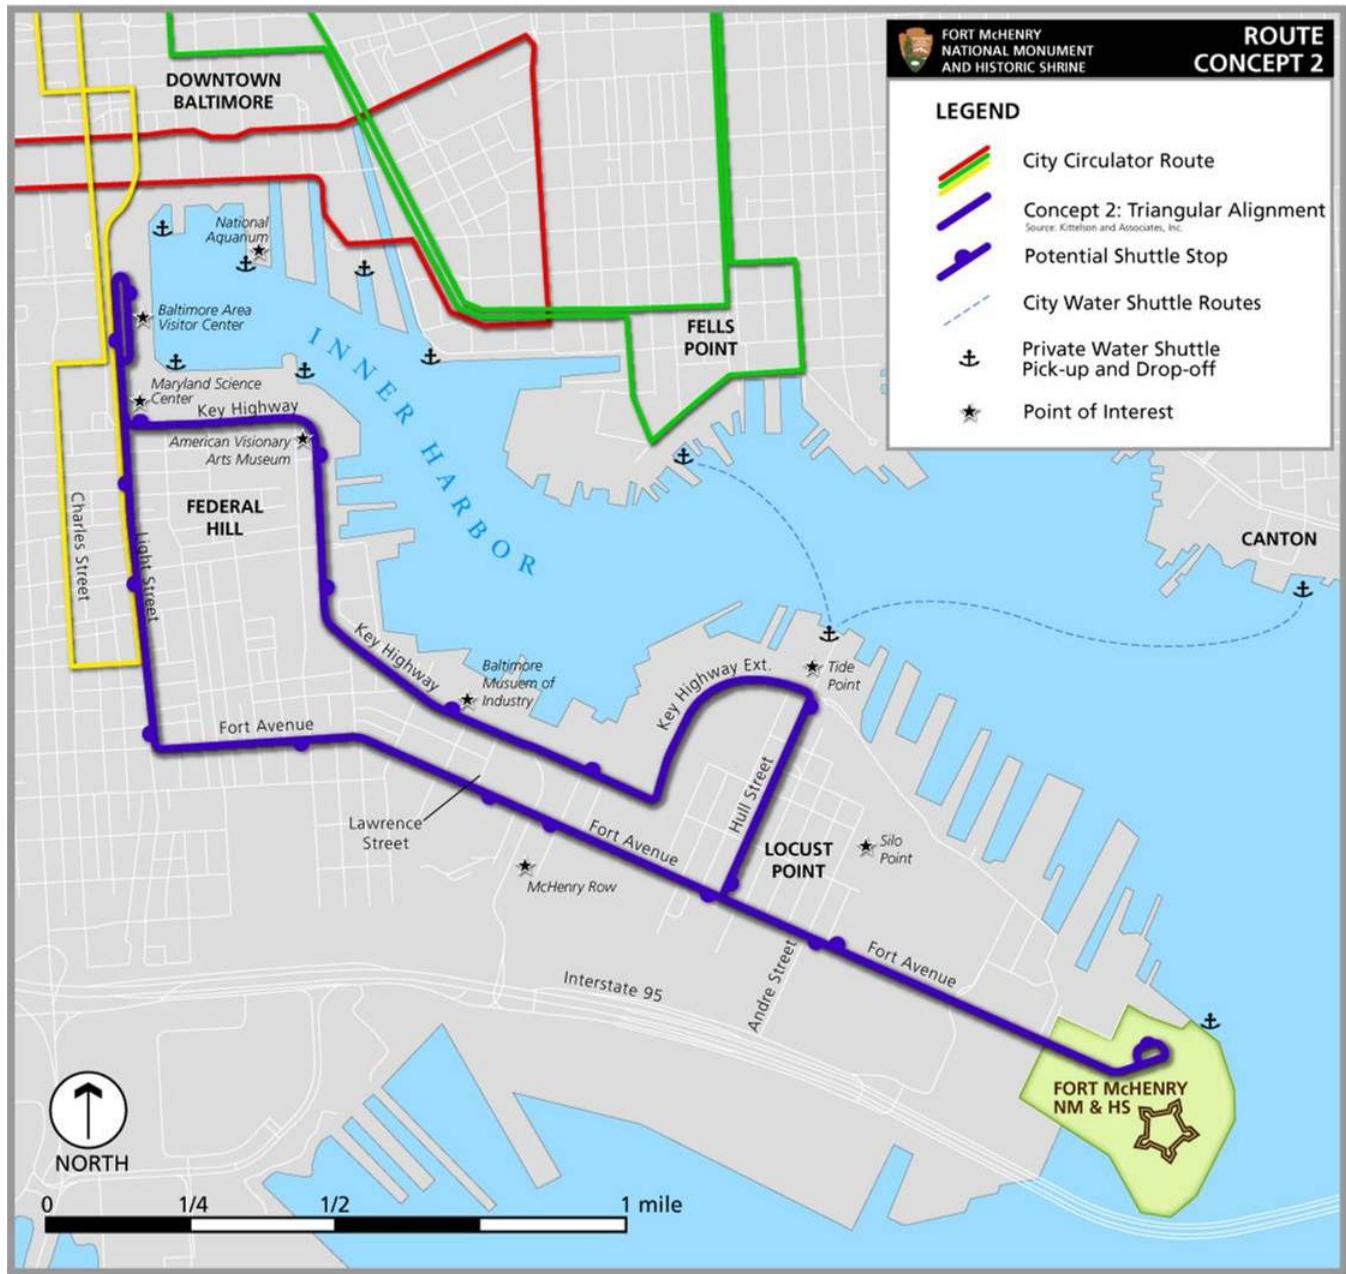 FORT McHENRY
NATIONAL MONUMENT
AND HISTORIC SHRINE
ROUTE
CONCEPT 2
LEGEND
City Circulator Route
Concept 2: Triangular Alignment
Source: Kittelson and Associates, Inc.
Potential Shuttle Stop
City Water Shuttle Routes
Private Water Shuttle
Pick-up and Drop-off
Point of Interest
DOWNTOWN
BALTIMORE
National
Aquarium
Baltimore Area
Visitor Center
INNER HARBOR
FELLS
POINT
Maryland Science
Center
Key Highway
American Visionary
Arts Museum
Charles Street
FEDERAL
HILL
Light Street
CANTON
Key Highway
Baltimore
Musuem of
Industry
Key Highway Ext.
Tide
Point
Fort Avenue
Lawrence
Street
Hull Street
Fort Avenue
LOCUST
POINT
Silo
Point
McHenry Row
Fort Avenue
Andre Street
Interstate 95
FORT McHENRY
NM & HS
NORTH
0 1/4 1/2 1 mile